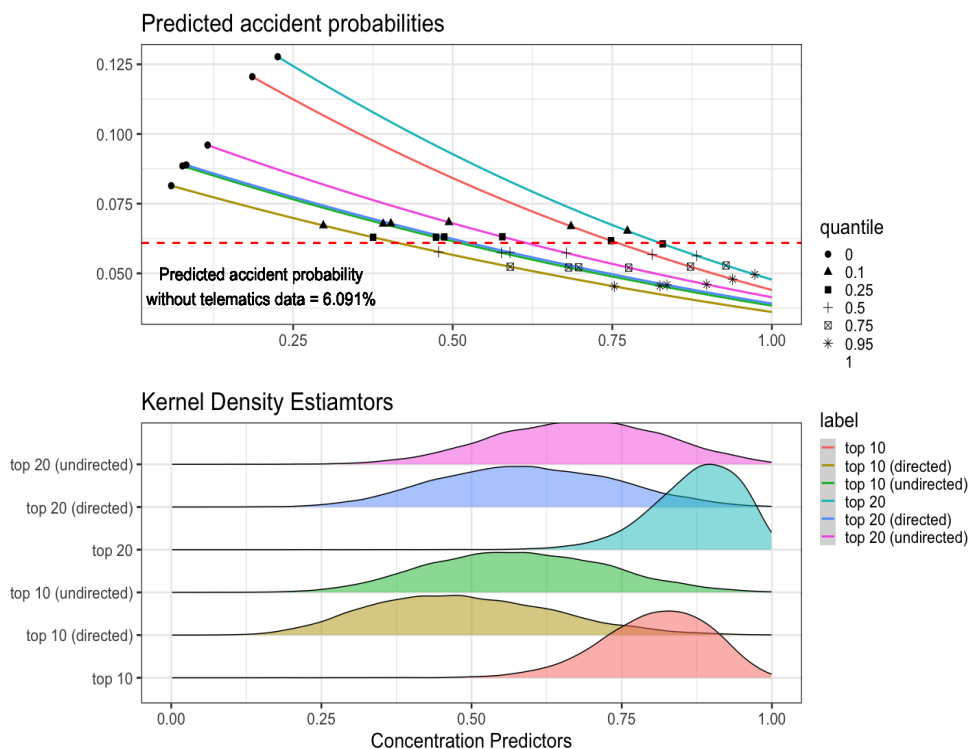 Predicted accident probabilities
0.125
0.100
0.075
0.050
Predicted accident probability
without telematics data = 6.091%
0.25
0.50
0.75
1.00
quantile
0
0.1
0.25
0.5
0.75
0.95
1
Kernel Density Estiamtors
top 20 (undirected)
top 20 (directed)
top 20
top 10 (undirected)
top 10 (directed)
top 10
0.00
0.25
0.50
0.75
1.00
Concentration Predictors
label
top 10
top 10 (directed)
top 10 (undirected)
top 20
top 20 (directed)
top 20 (undirected)